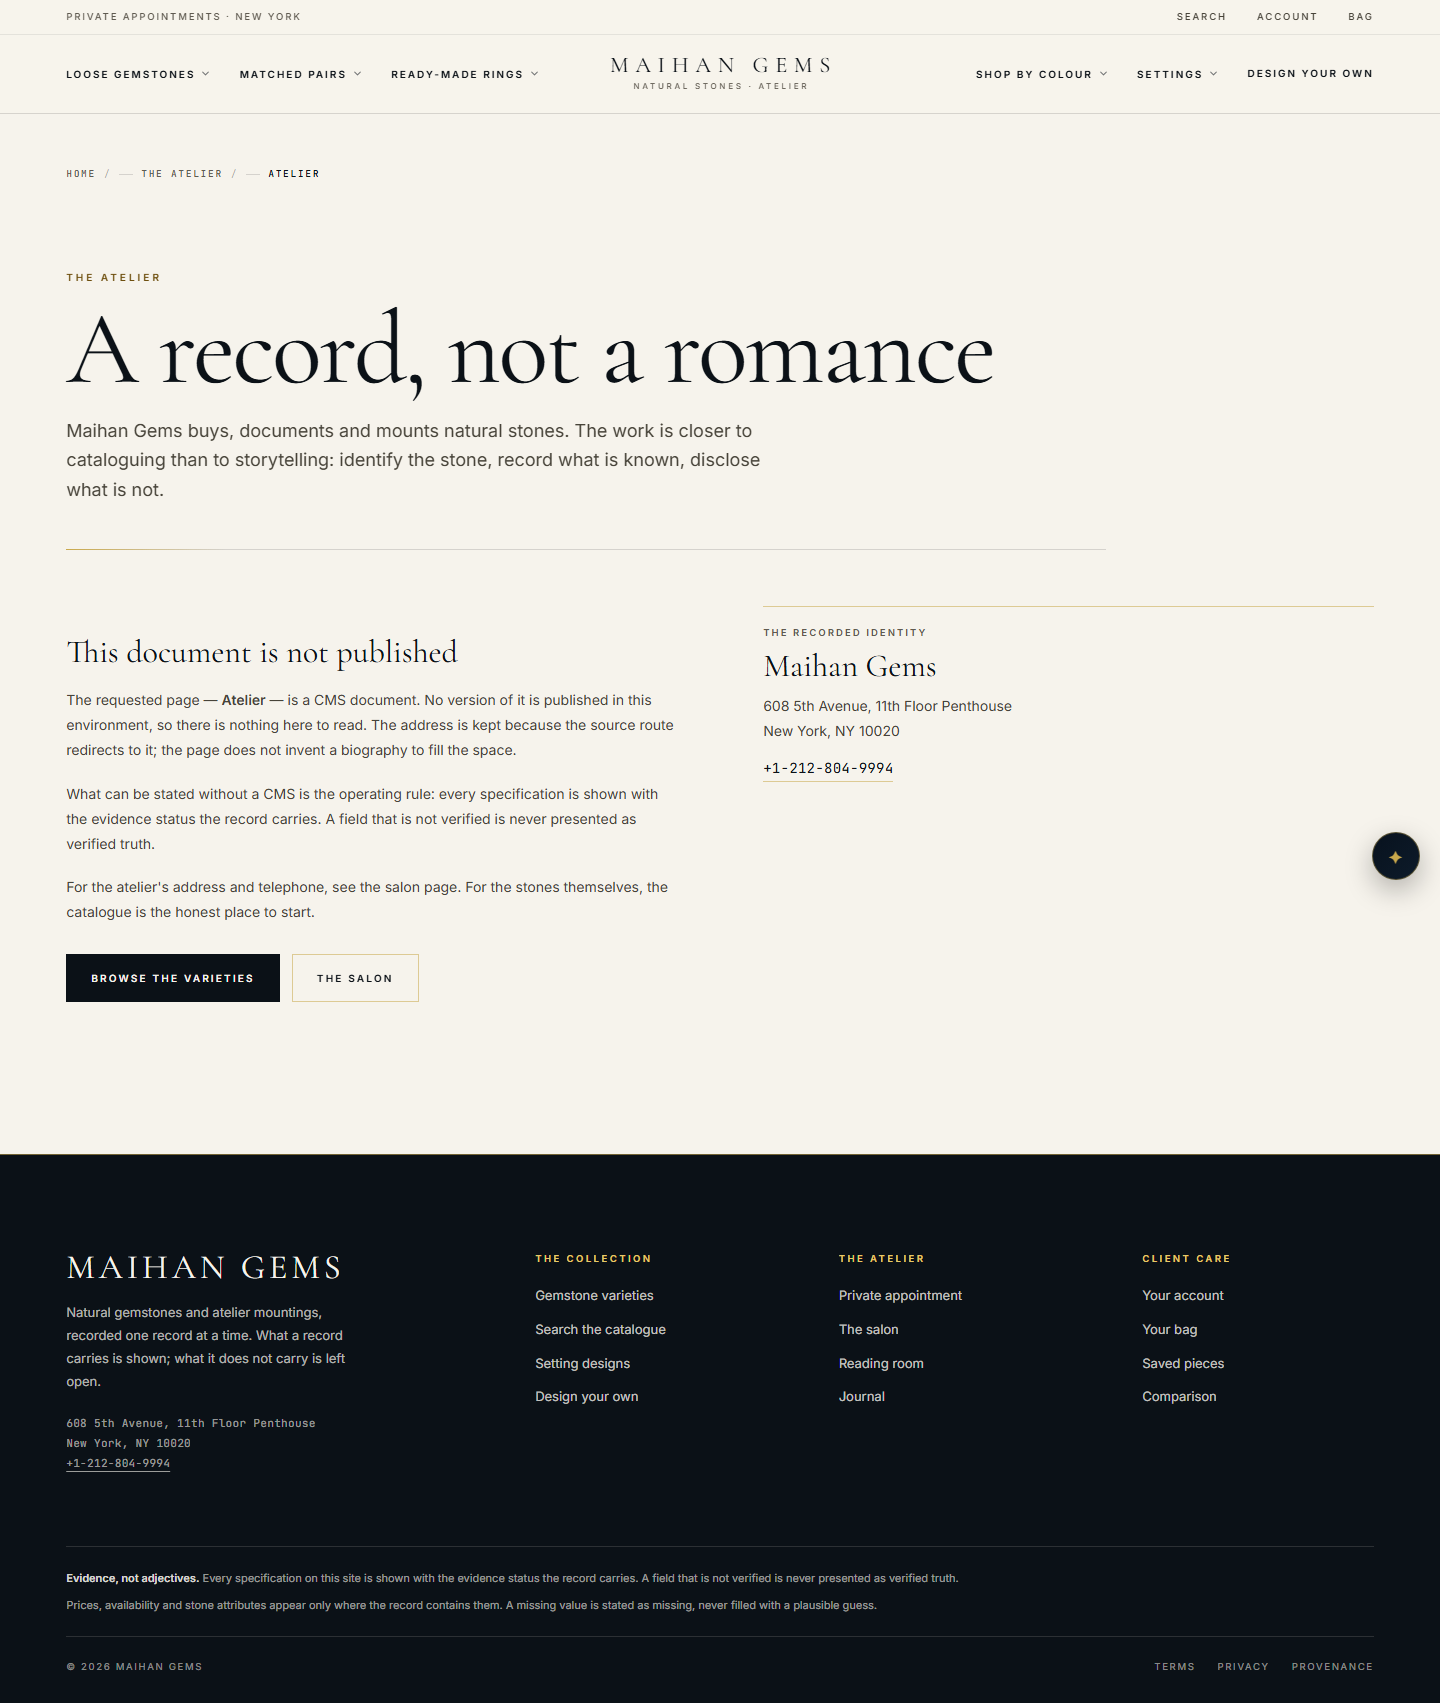 PRIVATE APPOINTMENTS · NEW YORK
SEARCH
ACCOUNT
BAG
LOOSE GEMSTONES
MATCHED PAIRS
READY-MADE RINGS
MAIHAN GEMS
NATURAL STONES · ATELIER
SHOP BY COLOUR
SETTINGS
DESIGN YOUR OWN
HOME / — THE ATELIER / — ATELIER
THE ATELIER
A record, not a romance
Maihan Gems buys, documents and mounts natural stones. The work is closer to
cataloguing than to storytelling: identify the stone, record what is known, disclose
what is not.
This document is not published
The requested page — Atelier — is a CMS document. No version of it is published in this
environment, so there is nothing here to read. The address is kept because the source route
redirects to it; the page does not invent a biography to fill the space.
What can be stated without a CMS is the operating rule: every specification is shown with
the evidence status the record carries. A field that is not verified is never presented as
verified truth.
For the atelier's address and telephone, see the salon page. For the stones themselves, the
catalogue is the honest place to start.
BROWSE THE VARIETIES
THE SALON
THE RECORDED IDENTITY
Maihan Gems
608 5th Avenue, 11th Floor Penthouse
New York, NY 10020
+1-212-804-9994
MAIHAN GEMS
Natural gemstones and atelier mountings,
recorded one record at a time. What a record
carries is shown; what it does not carry is left
open.
608 5th Avenue, 11th Floor Penthouse
New York, NY 10020
+1-212-804-9994
THE COLLECTION
Gemstone varieties
Search the catalogue
Setting designs
Design your own
THE ATELIER
Private appointment
The salon
Reading room
Journal
CLIENT CARE
Your account
Your bag
Saved pieces
Comparison
Evidence, not adjectives. Every specification on this site is shown with the evidence status the record carries. A field that is not verified is never presented as verified truth.
Prices, availability and stone attributes appear only where the record contains them. A missing value is stated as missing, never filled with a plausible guess.
© 2026 MAIHAN GEMS
TERMS
PRIVACY
PROVENANCE